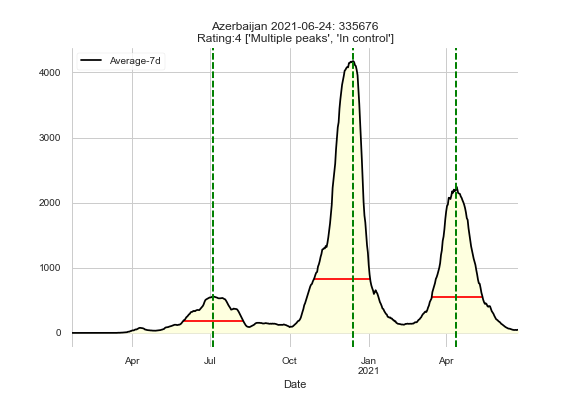 Azerbaijan 2021-06-24: 335676
Rating:4 ['Multiple peaks', 'In control']
Average-7d
4000
3000
2000
1000
0
Apr
Jul
Oct
Jan
2021
Apr
Date